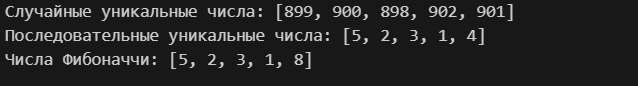 Случайные уникальные числа: [899, 900, 898, 902, 901]
Последовательные уникальные числа: [5, 2, 3, 1, 4]
Числа Фибоначчи: [5, 2, 3, 1, 8]